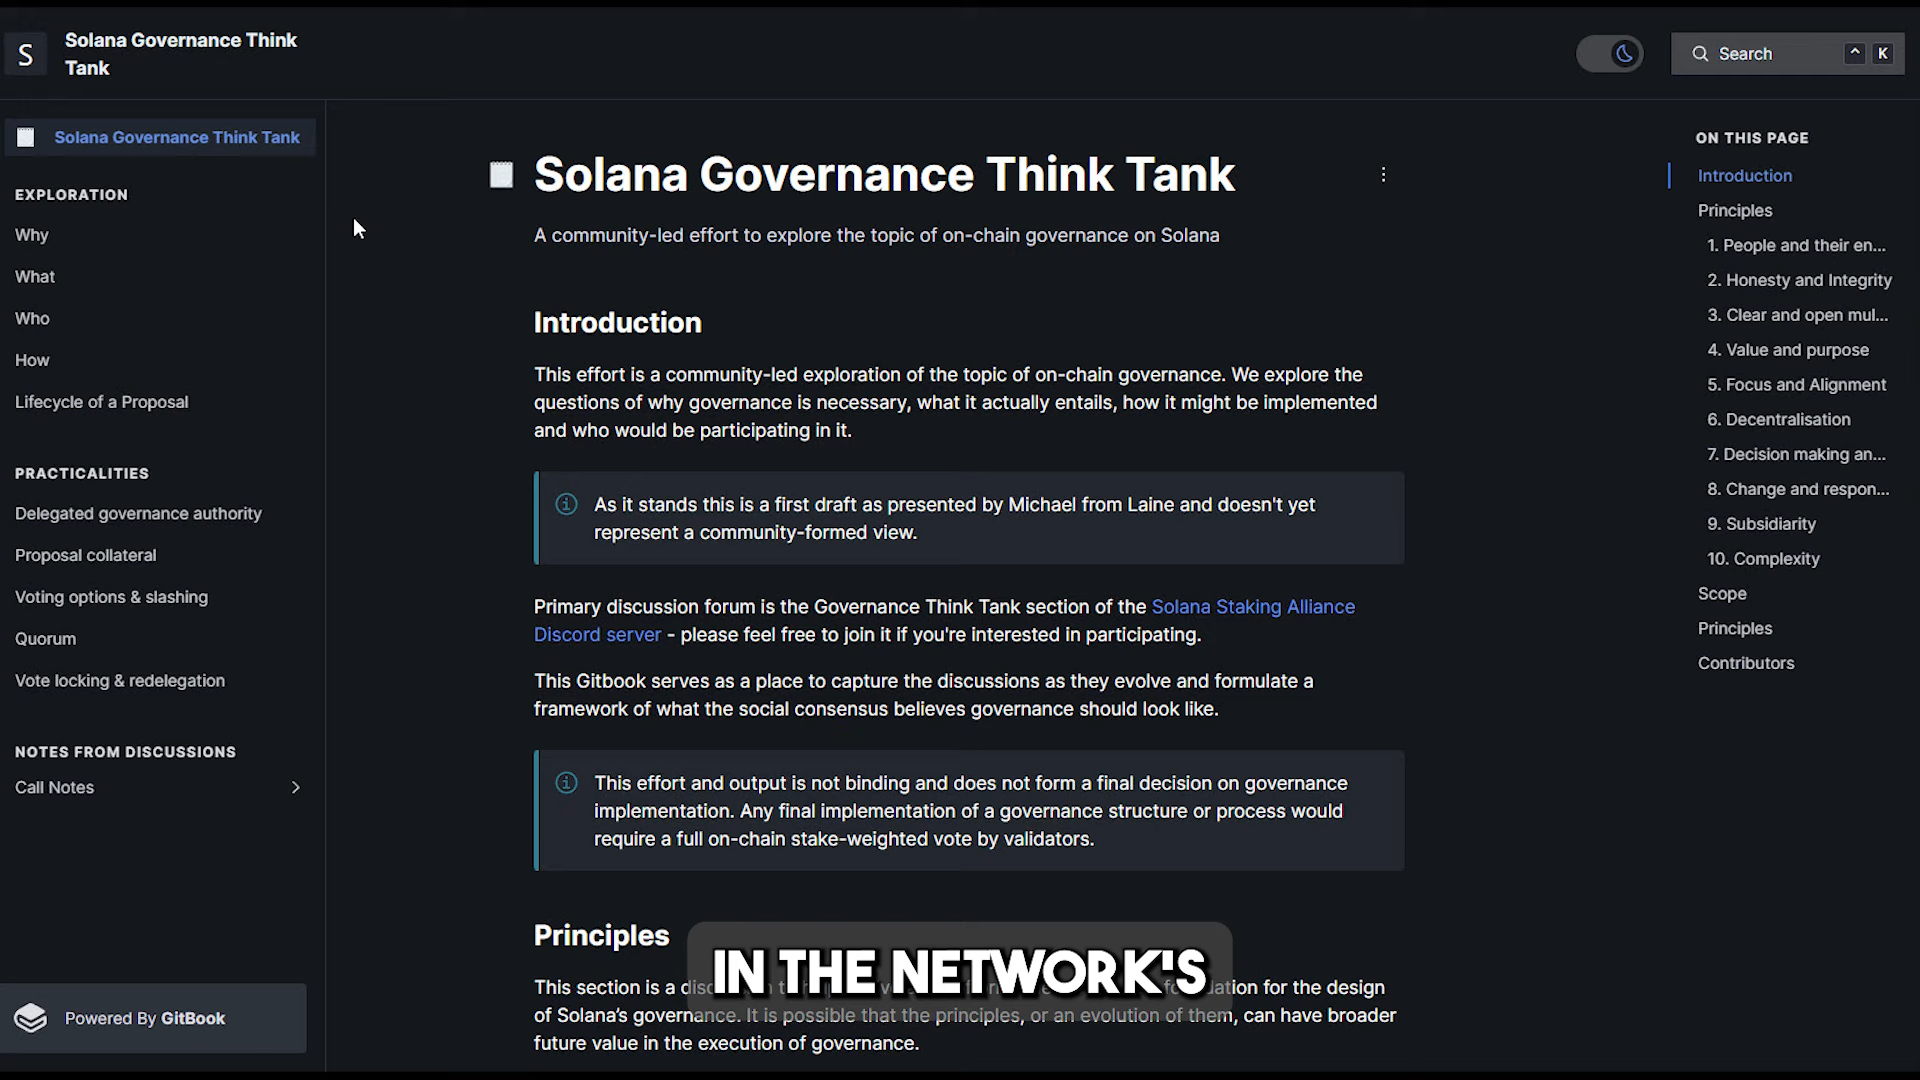 S
Solana Governance Think
Tank
Search
^ K
Solana Governance Think Tank
EXPLORATION
Why
What
Who
How
Lifecycle of a Proposal
PRACTICALITIES
Delegated governance authority
Proposal collateral
Voting options & slashing
Quorum
Vote locking & redelegation
NOTES FROM DISCUSSIONS
Call Notes
Powered By GitBook
Solana Governance Think Tank
A community-led effort to explore the topic of on-chain governance on Solana
Introduction
This effort is a community-led exploration of the topic of on-chain governance. We explore the
questions of why governance is necessary, what it actually entails, how it might be implemented
and who would be participating in it.
As it stands this is a first draft as presented by Michael from Laine and doesn't yet
represent a community-formed view.
Primary discussion forum is the Governance Think Tank section of the Solana Staking Alliance
Discord server - please feel free to join it if you're interested in participating.
This Gitbook serves as a place to capture the discussions as they evolve and formulate a
framework of what the social consensus believes governance should look like.
This effort and output is not binding and does not form a final decision on governance
implementation. Any final implementation of a governance structure or process would
require a full on-chain stake-weighted vote by validators.
Principles
IN THE NETWORK'S
This section is a for the design
of Solana's governance. It is possible that the principles, or an evolution of them, can have broader
future value in the execution of governance.
ON THIS PAGE
Introduction
Principles
1. People and their en...
2. Honesty and Integrity
3. Clear and open mul...
4. Value and purpose
5. Focus and Alignment
6. Decentralisation
7. Decision making an...
8. Change and respon...
9. Subsidiarity
10. Complexity
Scope
Principles
Contributors